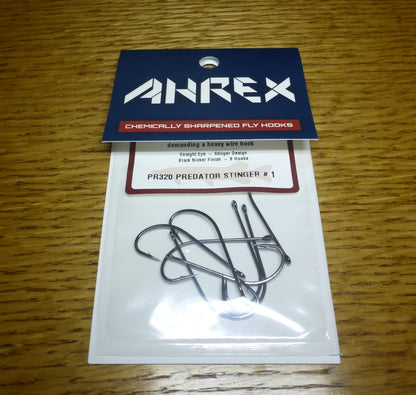 AHREX
CHEMICALLY SHARPENED FLY HOOKS
demanding a heavy wire hook
Straight Eye – Stinger Design
Black Nickel Finish – 8 Hooks
PR320 PREDATOR STINGER # 1